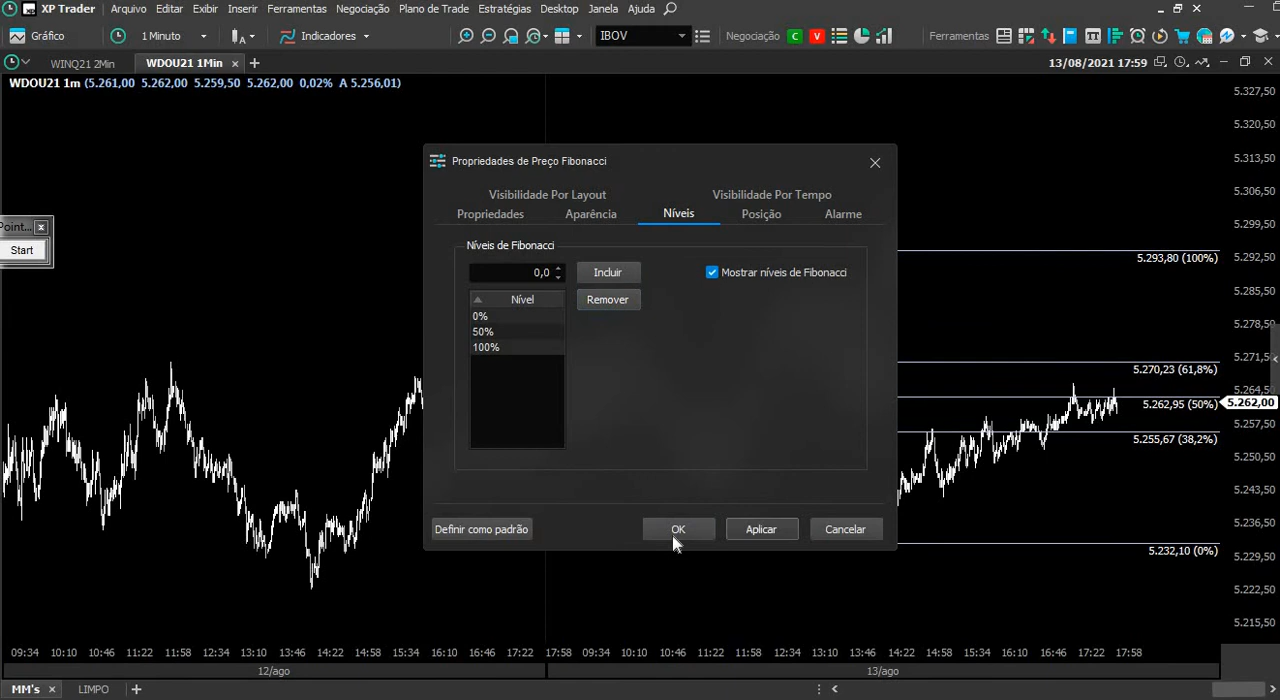 XP Trader Arquivo Editar Exibir Inserir Ferramentas Negociação Plano de Trade Estratégias Desktop Janela Ajuda
Gráfico 1 Minuto Indicadores IBOV Negociação C V Ferramentas
WINQ21 2Min WDOU21 1Min 13/08/2021 17:59
WDOU21 1m (5.261,00 5.262,00 5.259,50 5.262,00 0,02% A 5.256,01)
5.327,50
5.320,50
5.313,50
5.306,50
5.299,50
5.292,50
5.285,50
5.278,50
5.271,50
5.264,50
5.262,00
5.257,50
5.250,50
5.243,50
5.236,50
5.229,50
5.222,50
5.215,50
Point...
Start
Propriedades de Preço Fibonacci
Visibilidade Por Layout Visibilidade Por Tempo
Propriedades Aparência Níveis Posição Alarme
Níveis de Fibonacci
0,0 Incluir Mostrar níveis de Fibonacci
Nível Remover
0%
50%
100%
Definir como padrão OK Aplicar Cancelar
5.293,80 (100%)
5.270,23 (61,8%)
5.262,95 (50%)
5.255,67 (38,2%)
5.232,10 (0%)
09:34 10:10 10:46 11:22 11:58 12:34 13:10 13:46 14:22 14:58 15:34 16:10 16:46 17:22 17:58 09:34 10:10 10:46 11:22 11:58 12:34 13:10 13:46 14:22 14:58 15:34 16:10 16:46 17:22 17:58
12/ago 13/ago
MM's LIMPO